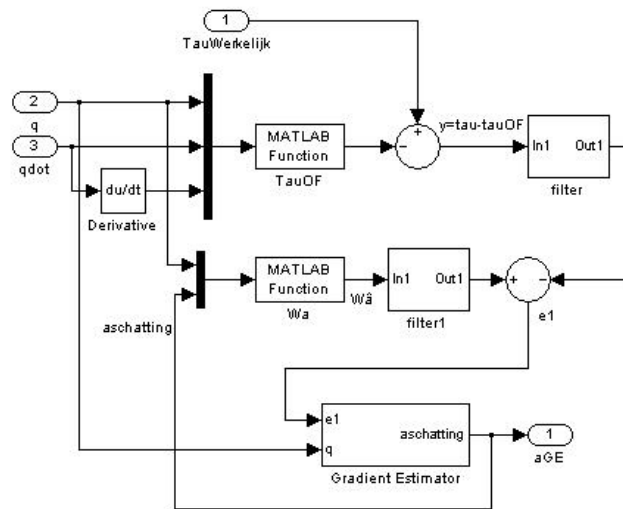 1
TauWerkelijk
2
q
3
qdot
du/dt
Derivative
MATLAB
Function
TauOF
y=tau-tauOF
In1
Out1
filter
aschatting
MATLAB
Function
Wa
Wâ
In1
Out1
filter1
e1
e1
q
aschatting
Gradient Estimator
1
aGE